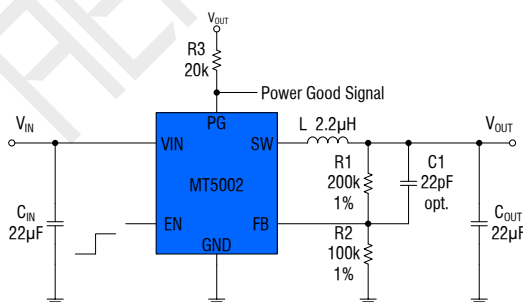 VOUT
R3
20k
Power Good Signal
PG
VIN
VIN
SW
L 2.2µH
VOUT
MT5002
R1
200k
1%
C1
22pF
opt.
CIN
22µF
EN
FB
R2
100k
1%
COUT
22µF
GND